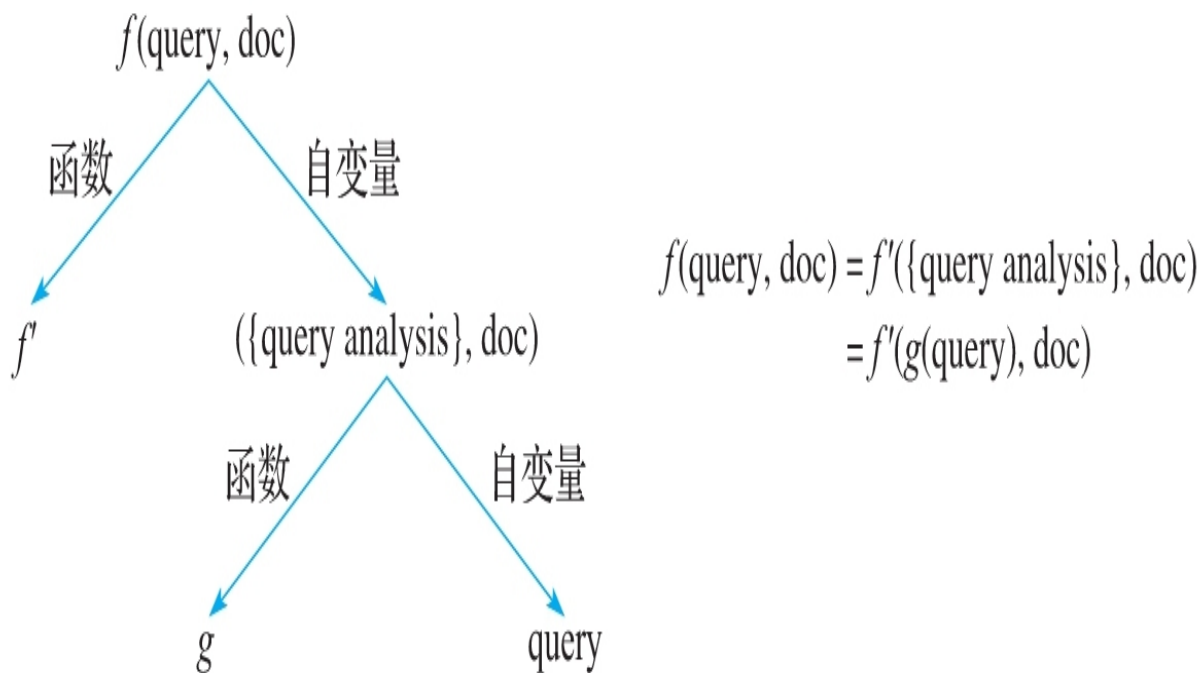 f(query, doc)
函数
自变量
f'
({query analysis}, doc)
函数
自变量
g
query
f(query, doc) = f'({query analysis}, doc)
= f'(g(query), doc)